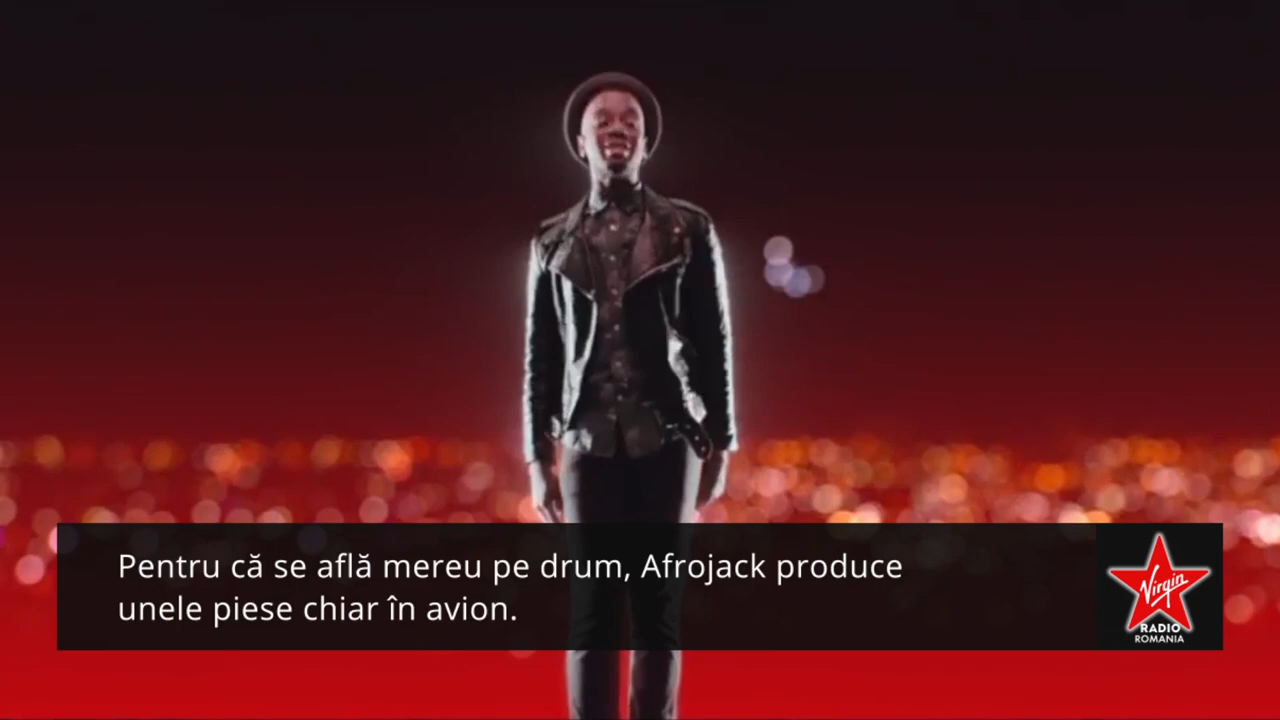 Pentru că se află mereu pe drum, Afrojack produce
unele piese chiar în avion.
Virgin
RADIO
ROMANIA